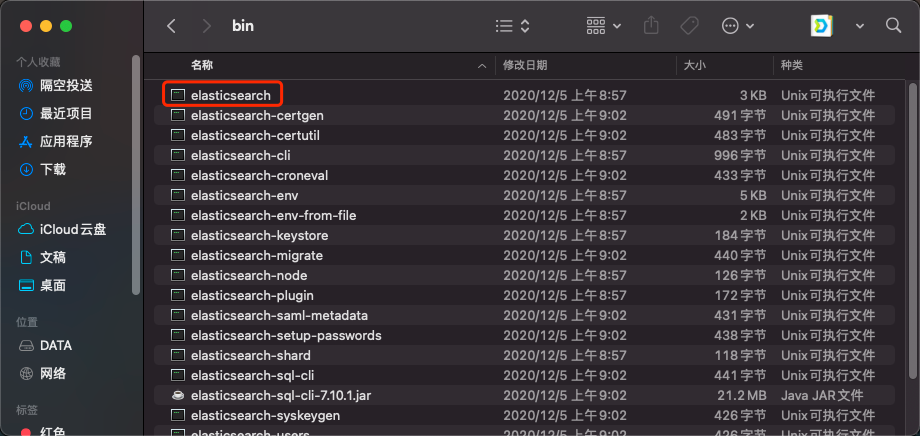 bin
个人收藏
隔空投送
最近项目
应用程序
下载
iCloud
iCloud云盘
文稿
桌面
位置
DATA
网络
标签
红色
名称 修改日期 大小 种类
elasticsearch 2020/12/5 上午8:57 3 KB Unix可执行文件
elasticsearch-certgen 2020/12/5 上午9:02 491 字节 Unix可执行文件
elasticsearch-certutil 2020/12/5 上午9:02 483 字节 Unix可执行文件
elasticsearch-cli 2020/12/5 上午8:57 996 字节 Unix可执行文件
elasticsearch-croneval 2020/12/5 上午9:02 433 字节 Unix可执行文件
elasticsearch-env 2020/12/5 上午8:57 5 KB Unix可执行文件
elasticsearch-env-from-file 2020/12/5 上午8:57 2 KB Unix可执行文件
elasticsearch-keystore 2020/12/5 上午8:57 184 字节 Unix可执行文件
elasticsearch-migrate 2020/12/5 上午9:02 440 字节 Unix可执行文件
elasticsearch-node 2020/12/5 上午8:57 126 字节 Unix可执行文件
elasticsearch-plugin 2020/12/5 上午8:57 172 字节 Unix可执行文件
elasticsearch-saml-metadata 2020/12/5 上午9:02 431 字节 Unix可执行文件
elasticsearch-setup-passwords 2020/12/5 上午9:02 438 字节 Unix可执行文件
elasticsearch-shard 2020/12/5 上午8:57 118 字节 Unix可执行文件
elasticsearch-sql-cli 2020/12/5 上午9:02 441 字节 Unix可执行文件
elasticsearch-sql-cli-7.10.1.jar 2020/12/5 上午9:02 21.2 MB Java JAR文件
elasticsearch-syskeygen 2020/12/5 上午9:02 426 字节 Unix可执行文件
elasticsearch-users 2020/12/5 上午9:02 426 字节 Unix可执行文件